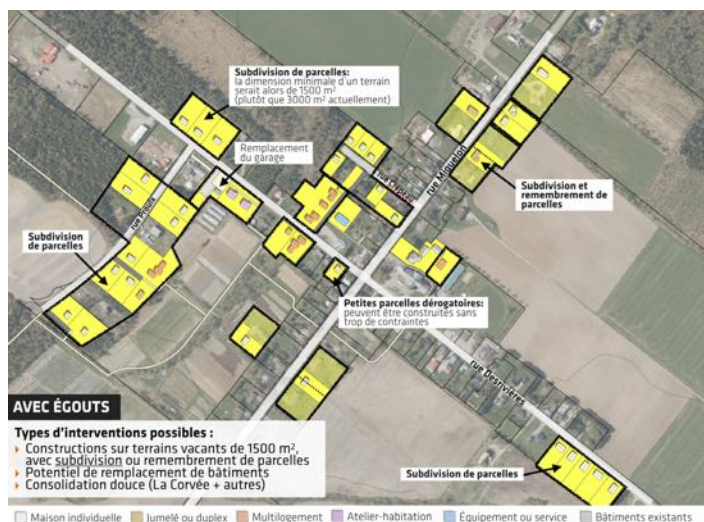 Subdivision de parcelles:
la dimension minimale d'un terrain
serait alors de 1500 m²
(plutôt que 3000 m² actuellement)
Remplacement
du garage
rue Miquelon
Subdivision et
remembrement de
parcelles
Subdivision
de parcelles
Petites parcelles dérogatoires:
peuvent être construites sans
trop de contraintes
rue Desrivières
Subdivision de parcelles
AVEC ÉGOUTS
Types d'interventions possibles :
Constructions sur terrains vacants de 1500 m²,
avec subdivision ou remembrement de parcelles
Potentiel de remplacement de bâtiments
Consolidation douce (La Corvée + autres)
Maison individuelle
Jumelé ou duplex
Multilogement
Atelier-habitation
Équipement ou service
Bâtiments existants